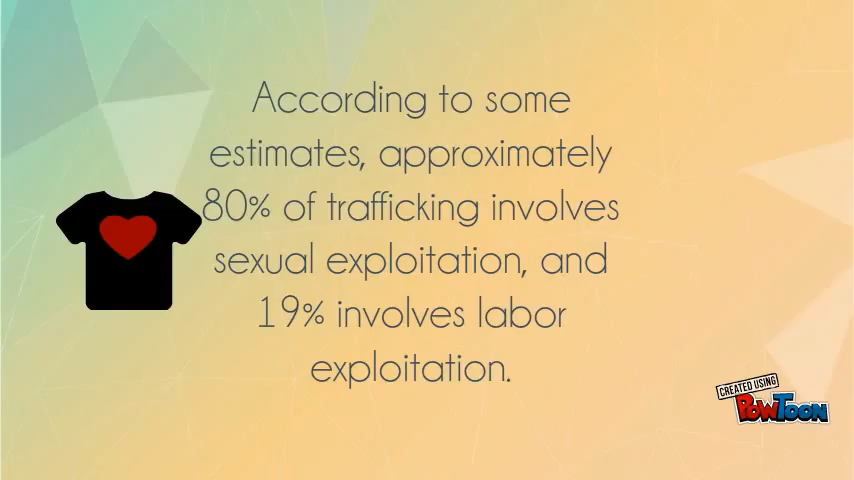 According to some
estimates, approximately
80% of trafficking involves
sexual exploitation, and
19% involves labor
exploitation.
CREATED USING
POWTOON